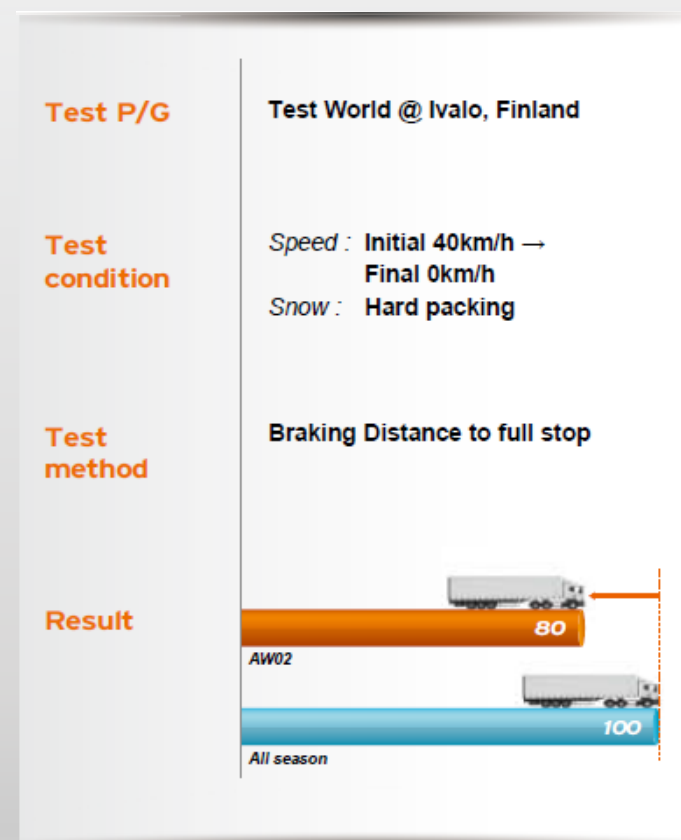 Test P/G
Test World @ Ivalo, Finland
Test
condition
Speed : Initial 40km/h →
Final 0km/h
Snow : Hard packing
Test
method
Braking Distance to full stop
Result
80
AW02
100
All season